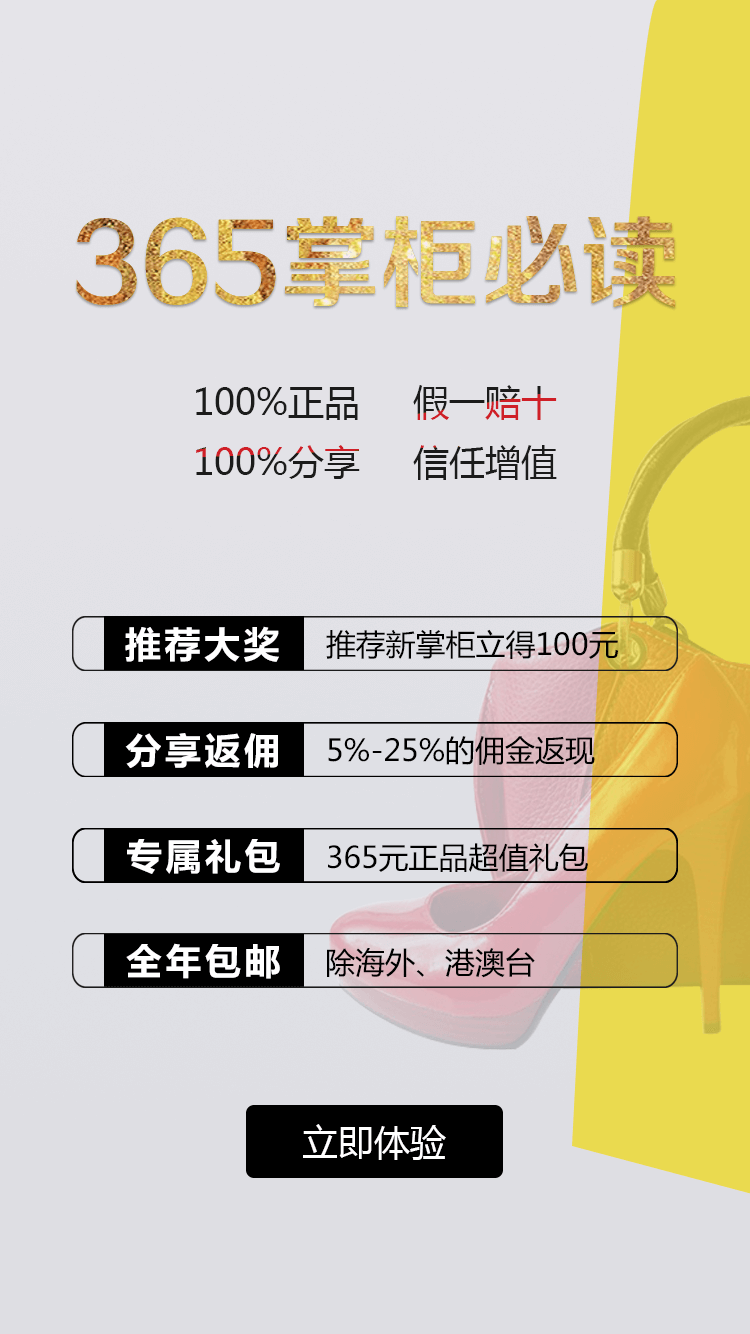 365掌柜必读
100%正品 假一赔十
100%分享 信任增值
推荐大奖 推荐新掌柜立得100元
分享返佣 5%-25%的佣金返现
专属礼包 365元正品超值礼包
全年包邮 除海外、港澳台
立即体验